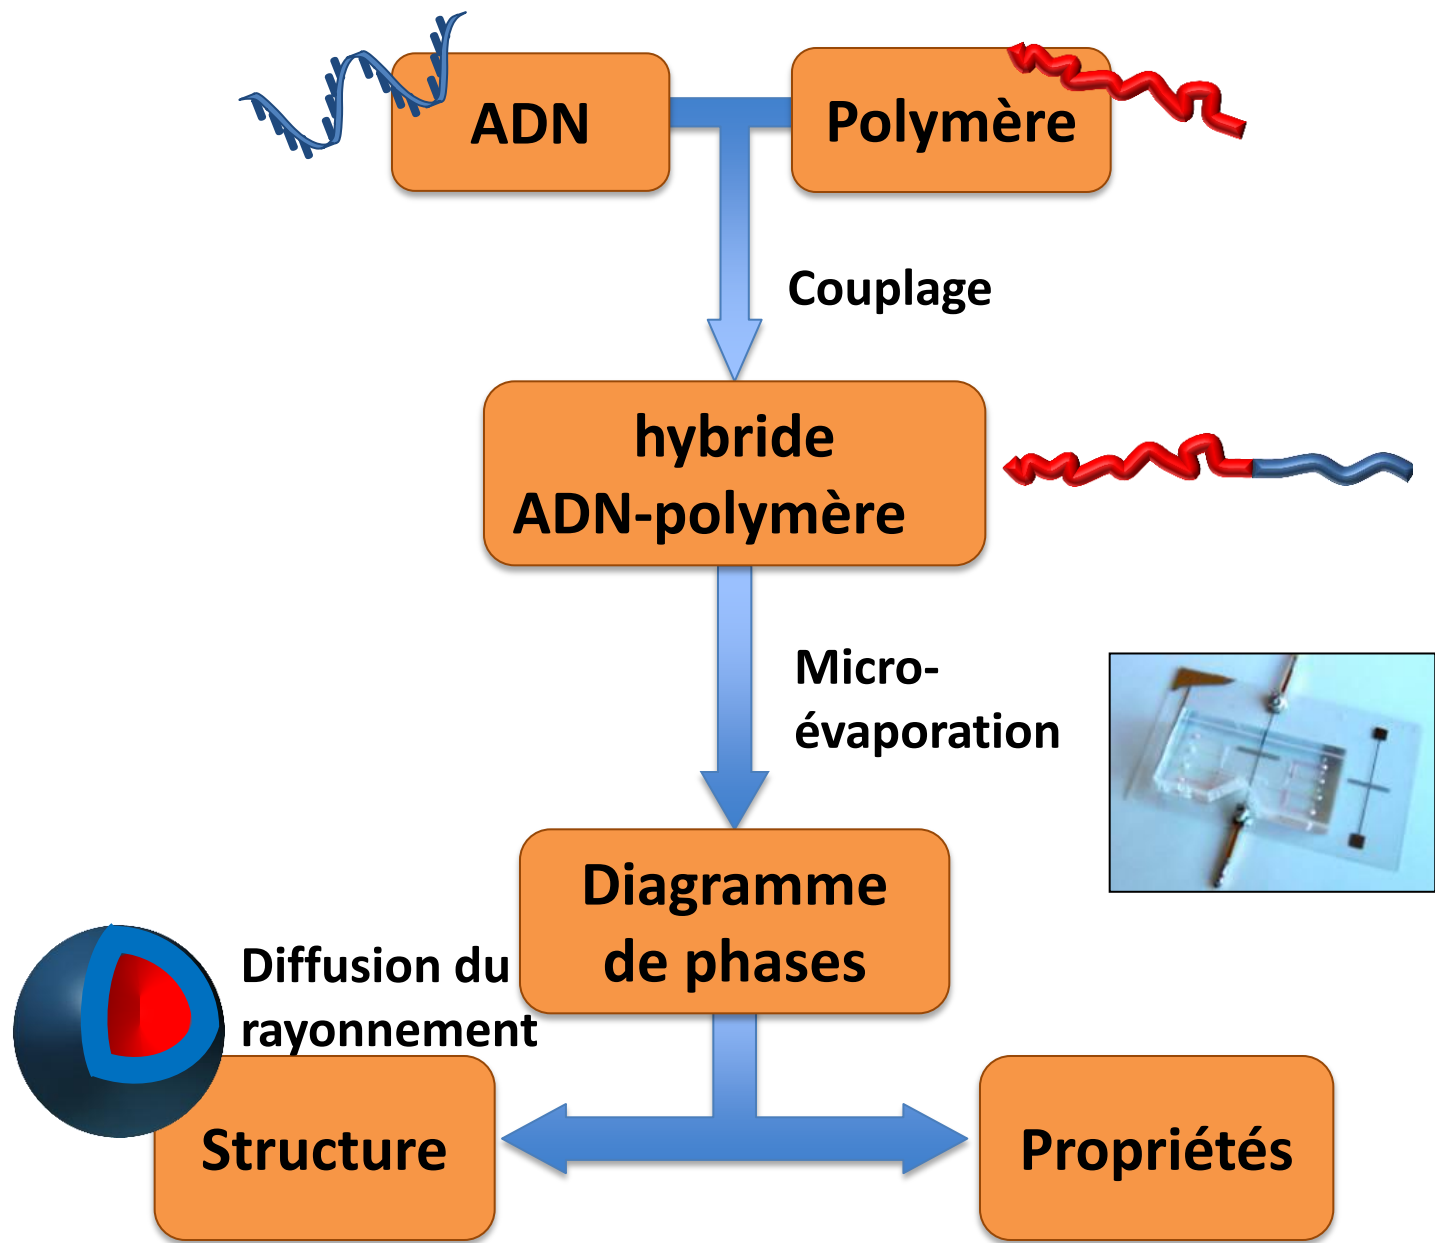 ADN
Polymère
Couplage
hybride
ADN-polymère
Micro-
évaporation
Diagramme
de phases
Diffusion du
rayonnement
Structure
Propriétés